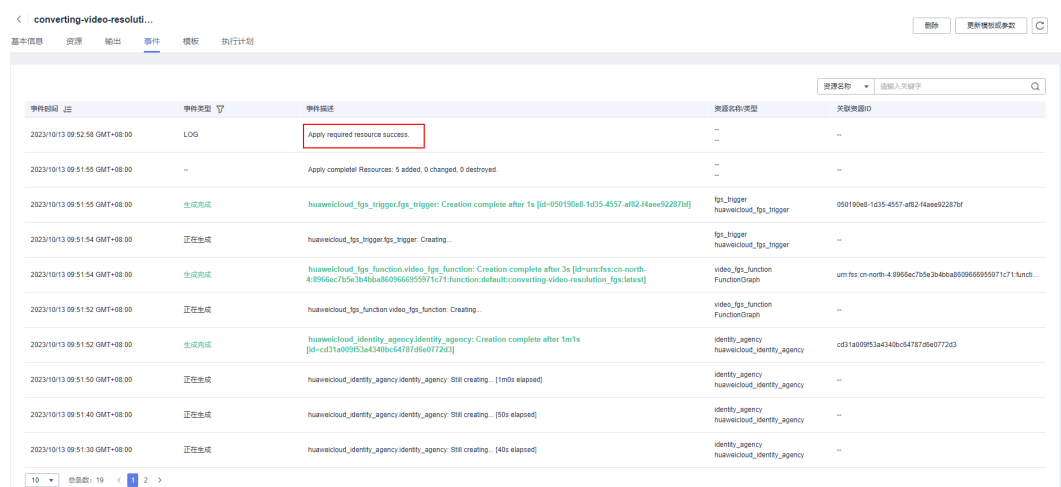 converting-video-resoluti...
删除
更新模板或参数
基本信息 资源 输出 事件 模板 执行计划
资源名称 请输入关键字
事件时间 事件类型 事件描述 资源名称/类型 关联资源ID
2023/10/13 09:52:58 GMT+08:00 LOG Apply required resource success. --
--
--
2023/10/13 09:51:55 GMT+08:00 -- Apply complete! Resources: 5 added, 0 changed, 0 destroyed. --
--
2023/10/13 09:51:55 GMT+08:00 生成完成 huaweicloud_fgs_trigger.fgs_trigger: Creation complete after 1s [id=050190e8-1d35-4557-af82-f4aee92287bf] fgs_trigger
huaweicloud_fgs_trigger 050190e8-1d35-4557-af82-f4aee92287bf
2023/10/13 09:51:54 GMT+08:00 正在生成 huaweicloud_fgs_trigger.fgs_trigger: Creating... fgs_trigger
huaweicloud_fgs_trigger --
2023/10/13 09:51:54 GMT+08:00 生成完成 huaweicloud_fgs_function.video_fgs_function: Creation complete after 3s [id=urn:fss:cn-north-
4:8966ec7b5e3b4bba8609666955971c71:function:default:converting-video-resolution_fgs:latest] video_fgs_function
FunctionGraph urn:fss:cn-north-4:8966ec7b5e3b4bba8609666955971c71:functi...
2023/10/13 09:51:52 GMT+08:00 正在生成 huaweicloud_fgs_function.video_fgs_function: Creating... video_fgs_function
FunctionGraph --
2023/10/13 09:51:52 GMT+08:00 生成完成 huaweicloud_identity_agency.identity_agency: Creation complete after 1m1s
[id=cd31a009f53a4340bc64787d6e0772d3] identity_agency
huaweicloud_identity_agency cd31a009f53a4340bc64787d6e0772d3
2023/10/13 09:51:50 GMT+08:00 正在生成 huaweicloud_identity_agency.identity_agency: Still creating... [1m0s elapsed] identity_agency
huaweicloud_identity_agency --
2023/10/13 09:51:40 GMT+08:00 正在生成 huaweicloud_identity_agency.identity_agency: Still creating... [50s elapsed] identity_agency
huaweicloud_identity_agency --
2023/10/13 09:51:30 GMT+08:00 正在生成 huaweicloud_identity_agency.identity_agency: Still creating... [40s elapsed] identity_agency
huaweicloud_identity_agency --
10 总条数: 19 < 1 2 >